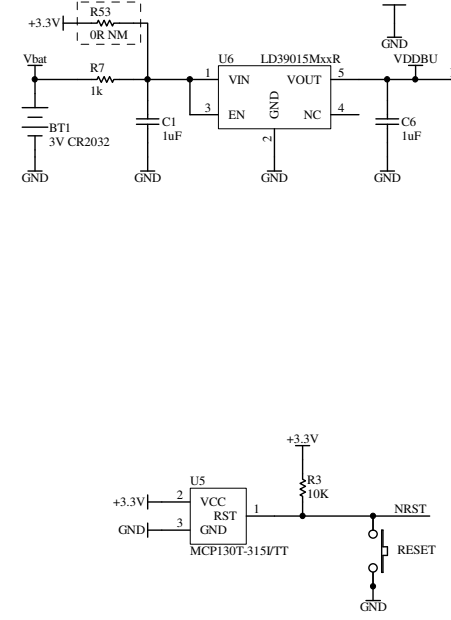 R53
+3.3V
0R NM
GND
Vbat
R7
1k
U6
LD39015MxxR
VDDBU
1
VIN
VOUT
5
3
EN
GND
NC
4
2
BT1
3V CR2032
C1
1uF
C6
1uF
GND
GND
GND
GND
+3.3V
R3
10K
U5
+3.3V
2
VCC
RST
1
NRST
GND
3
GND
MCP130T-315I/TT
RESET
GND